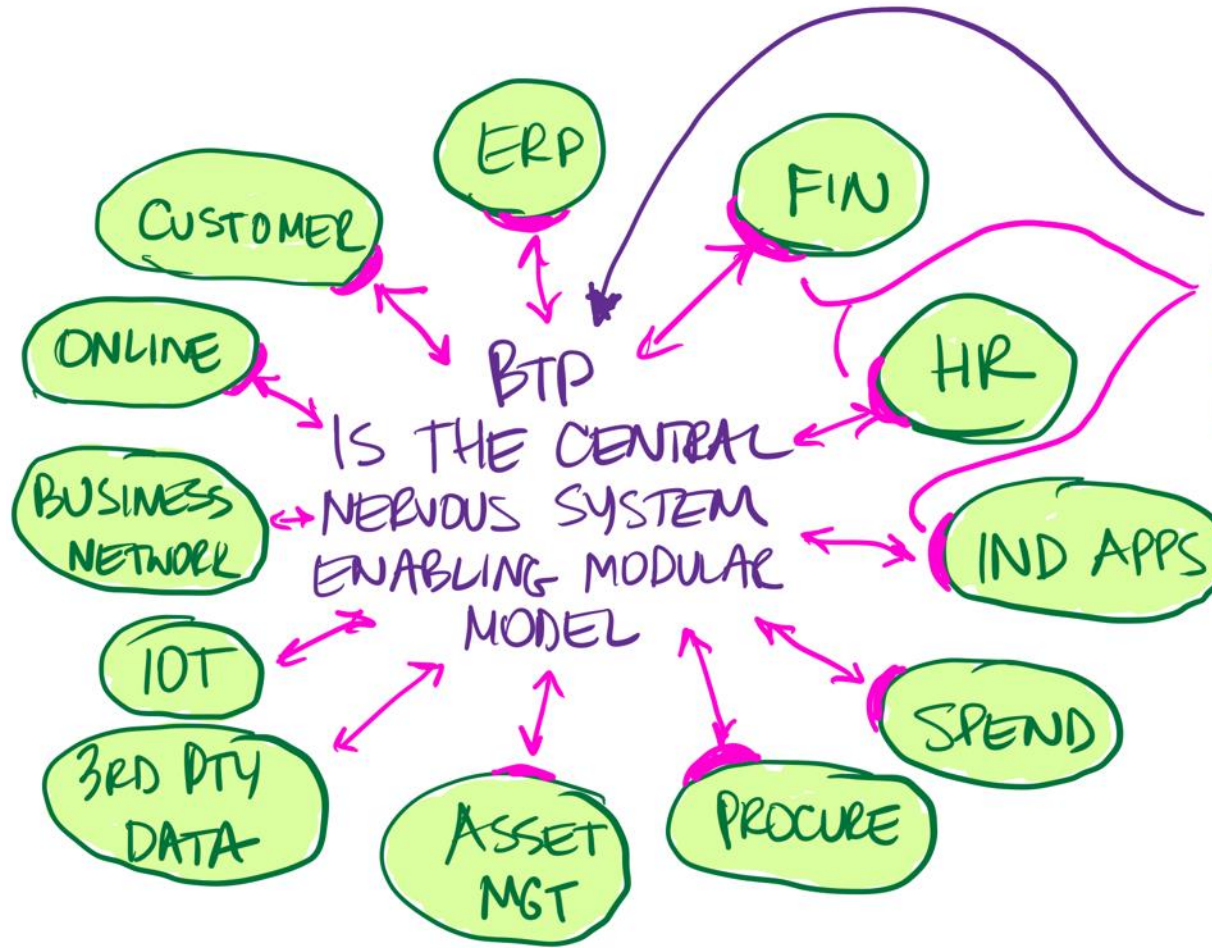 ERP
FIN
CUSTOMER
ONLINE
HR
BUSINESS
NETWORK
BTP
IS THE CENTRAL
NERVOUS SYSTEM
ENABLING MODULAR
MODEL
IND APPS
IOT
SPEND
3RD PTY
DATA
ASSET
MGT
PROCURE